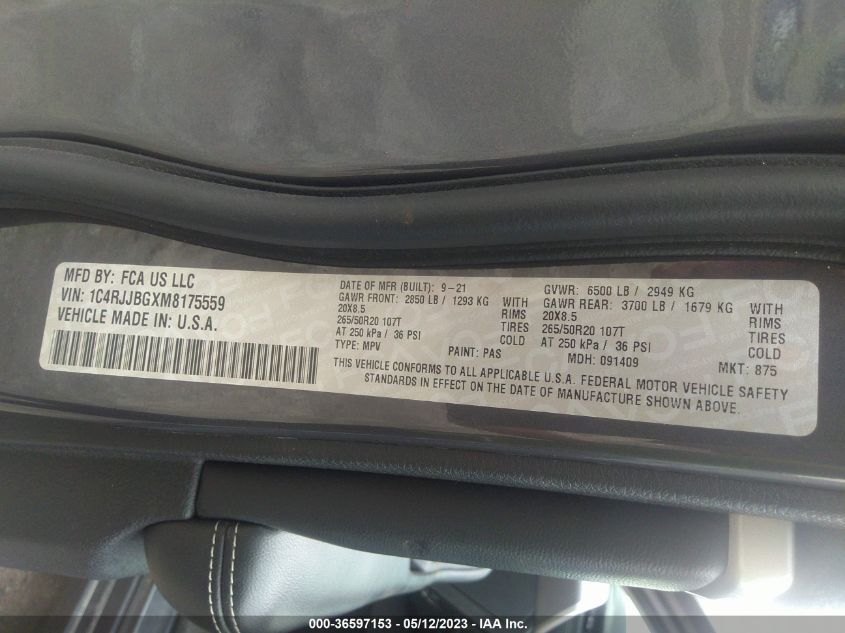 MFD BY: FCA US LLC
VIN: 1C4RJJBGXM8175559
VEHICLE MADE IN: U.S.A.
DATE OF MFR (BUILT): 9-21
GAWR FRONT: 2850 LB / 1293 KG WITH
20X8.5 RIMS
265/50R20 107T TIRES
AT 250 kPa / 36 PSI COLD
TYPE: MPV PAINT: PAS
GVWR: 6500 LB / 2949 KG
GAWR REAR: 3700 LB / 1679 KG WITH
20X8.5 RIMS
265/50R20 107T TIRES
AT 250 kPa / 36 PSI COLD
MDH: 091409 MKT: 875
THIS VEHICLE CONFORMS TO ALL APPLICABLE U.S.A. FEDERAL MOTOR VEHICLE SAFETY
STANDARDS IN EFFECT ON THE DATE OF MANUFACTURE SHOWN ABOVE.
000-36597153 - 05/12/2023 - IAA Inc.